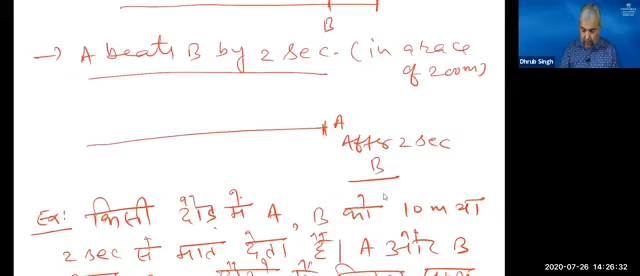 B
→ A beats B by 2 sec. (in a race
of 200m)
A
After 2 sec
B
Ex: किसी दौड़ में A, B को 10 m या
2 sec से मात देता है। A और B
Dhrub Singh
2020-07-26 11:26:32